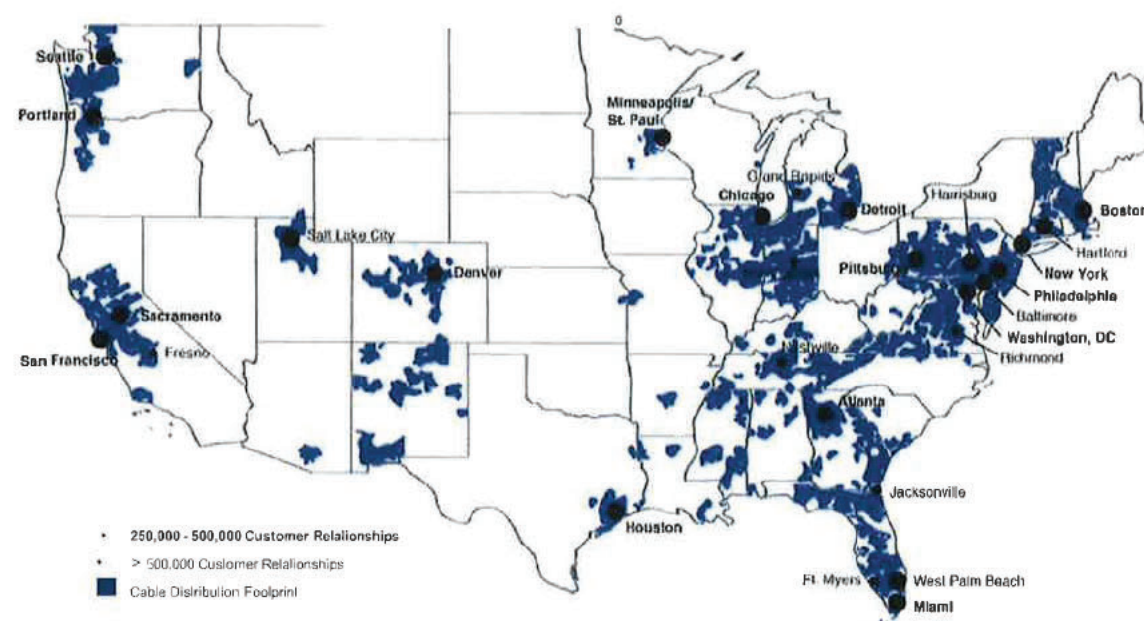 0
Seattle
Portland
Minneapolis/
St. Paul
Grand Rapids
Chicago
Detroit
Harrisburg
Boston
Hartford
New York
Pittsburg
Philadelphia
Baltimore
Washington, DC
Richmond
Salt Lake City
Denver
Sacramento
San Francisco
Fresno
Nashville
Atlanta
Jacksonville
Houston
Ft. Myers
West Palm Beach
Miami
250,000 - 500,000 Customer Relationships
> 500,000 Customer Relationships
Cable Distribution Footprint